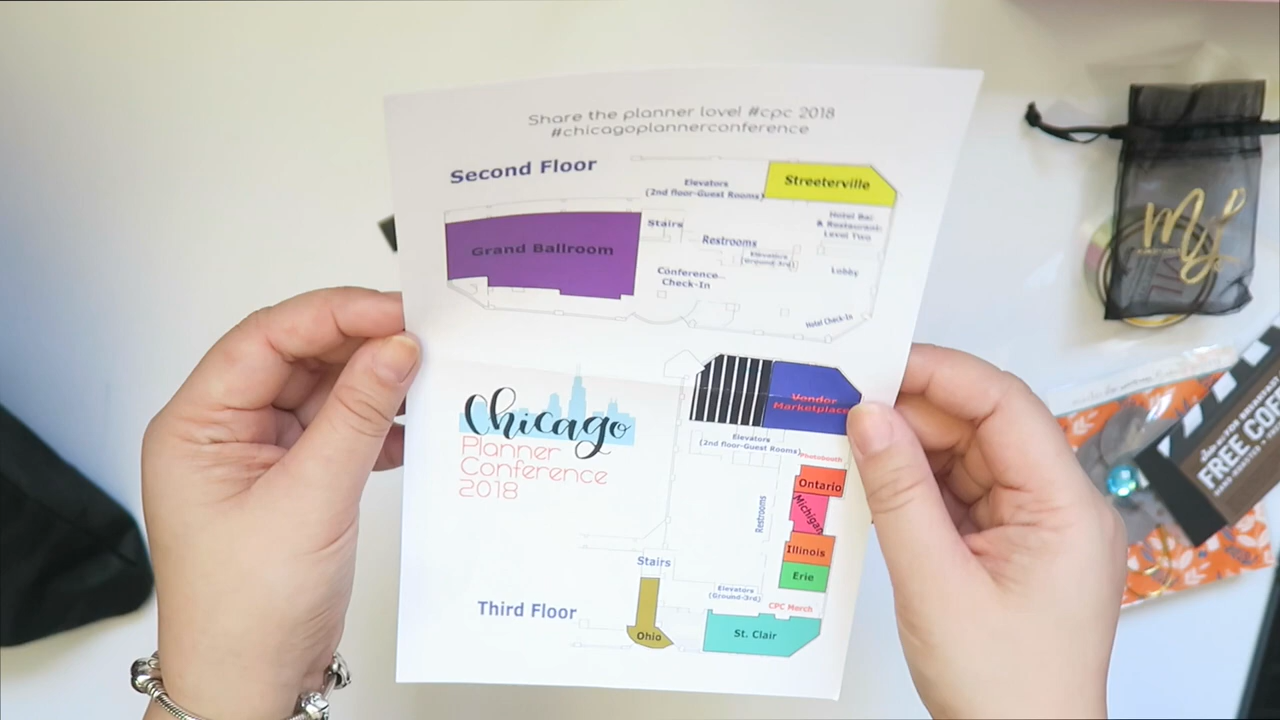 Share the planner love! #cpc 2018
#chicagoplannerconference
Second Floor
Streeterville
Elevators
(2nd floor-Guest Rooms)
Grand Ballroom
Stairs
Restrooms
Hotel Bar
& Restaurant:
Level Two
Elevators
(Ground-3rd)
Conference
Check-In
Lobby
Hotel Check-In
Chicago
Planner
Conference
2018
Vendor
Marketplace
Elevators
(2nd floor-Guest Rooms)
Photobooth
Ontario
Michigan
Restrooms
Illinois
Erie
Stairs
Elevators
(Ground-3rd)
CPC Merch
Third Floor
Ohio
St. Clair
FREE COF